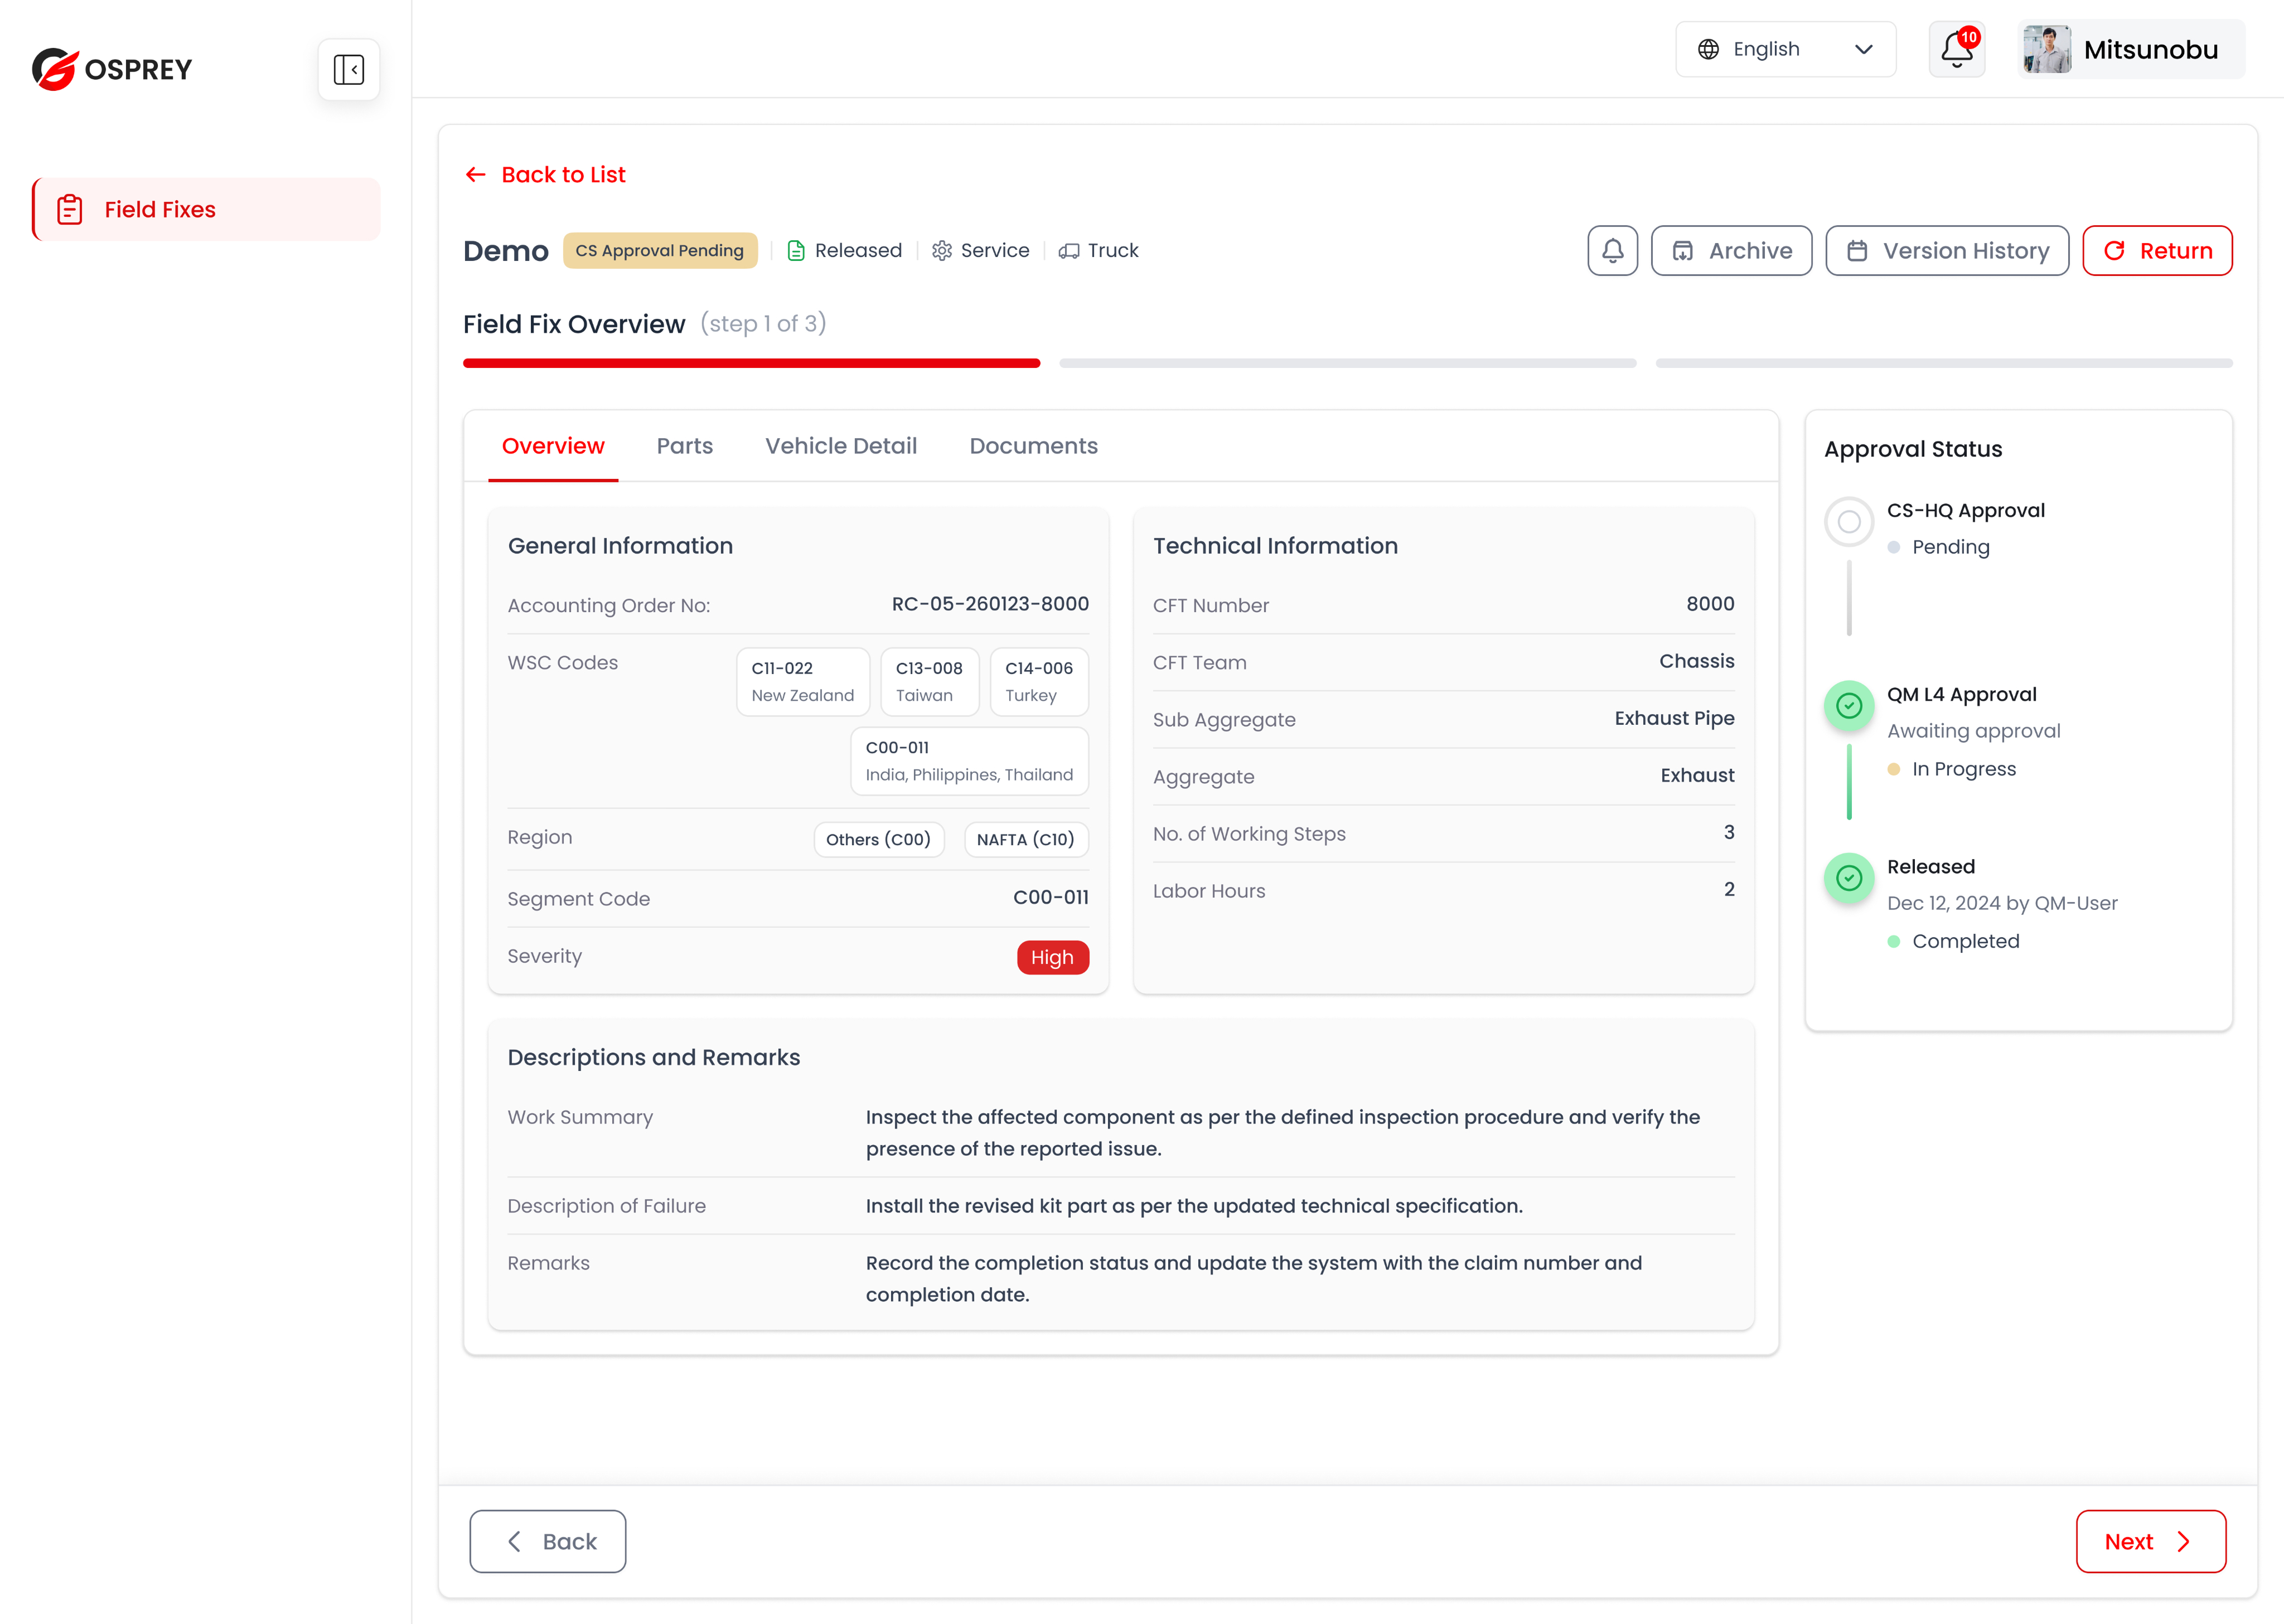 OSPREY
English
10
Mitsunobu
Field Fixes
Back to List
Demo
CS Approval Pending
Released
Service
Truck
Archive
Version History
Return
Field Fix Overview (step 1 of 3)
Overview
Parts
Vehicle Detail
Documents
General Information
Accounting Order No:
RC-05-260123-8000
WSC Codes
C11-022
New Zealand
C13-008
Taiwan
C14-006
Turkey
C00-011
India, Philippines, Thailand
Region
Others (C00)
NAFTA (C10)
Segment Code
C00-011
Severity
High
Technical Information
CFT Number
8000
CFT Team
Chassis
Sub Aggregate
Exhaust Pipe
Aggregate
Exhaust
No. of Working Steps
3
Labor Hours
2
Descriptions and Remarks
Work Summary
Inspect the affected component as per the defined inspection procedure and verify the
presence of the reported issue.
Description of Failure
Install the revised kit part as per the updated technical specification.
Remarks
Record the completion status and update the system with the claim number and
completion date.
Approval Status
CS-HQ Approval
Pending
QM L4 Approval
Awaiting approval
In Progress
Released
Dec 12, 2024 by QM-User
Completed
Back
Next